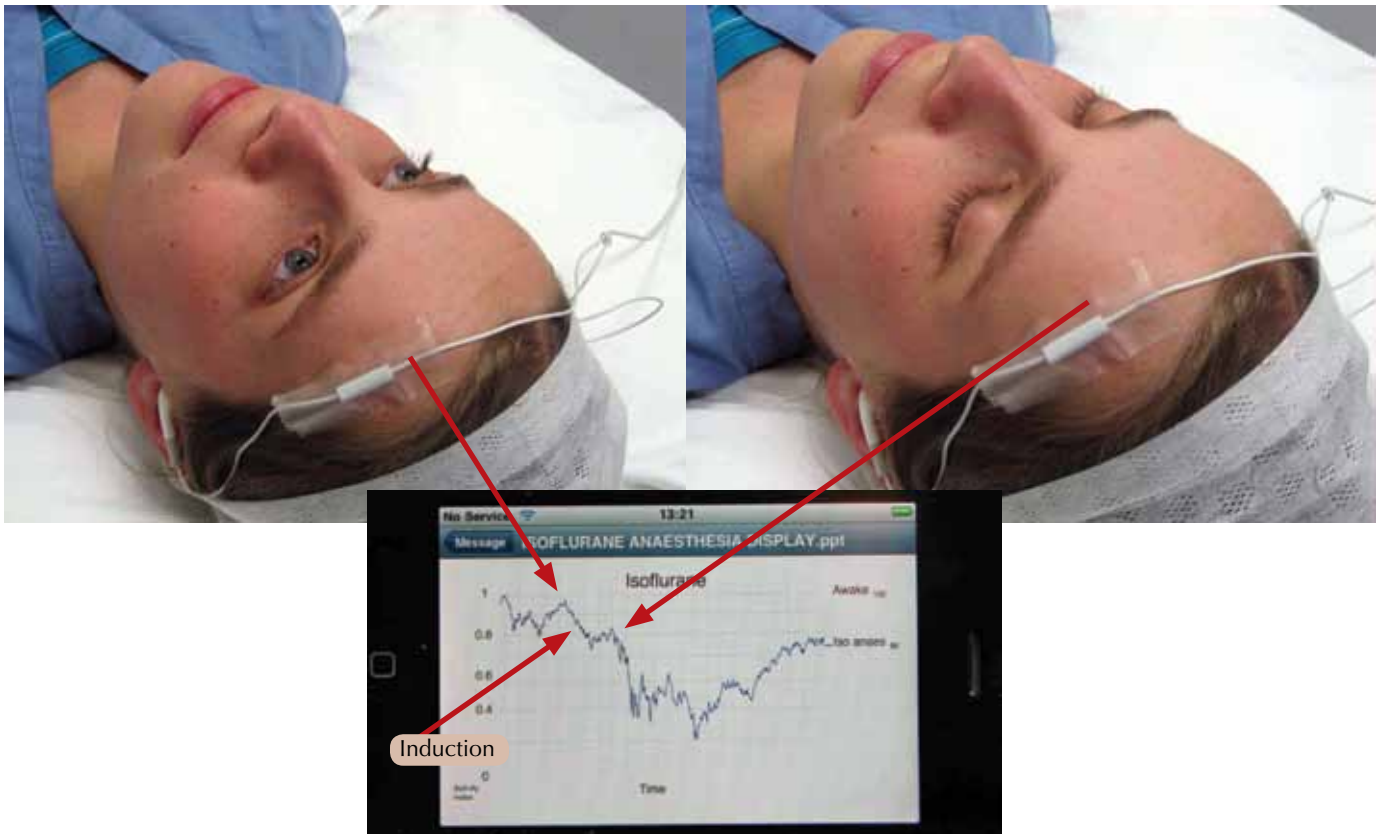 No Service 13:21
Message ISOFLURANE ANAESTHESIA DISPLAY.ppt
Isoflurane
1
Awake
0.8
Iso anaes
0.6
0.4
Induction
0
Time